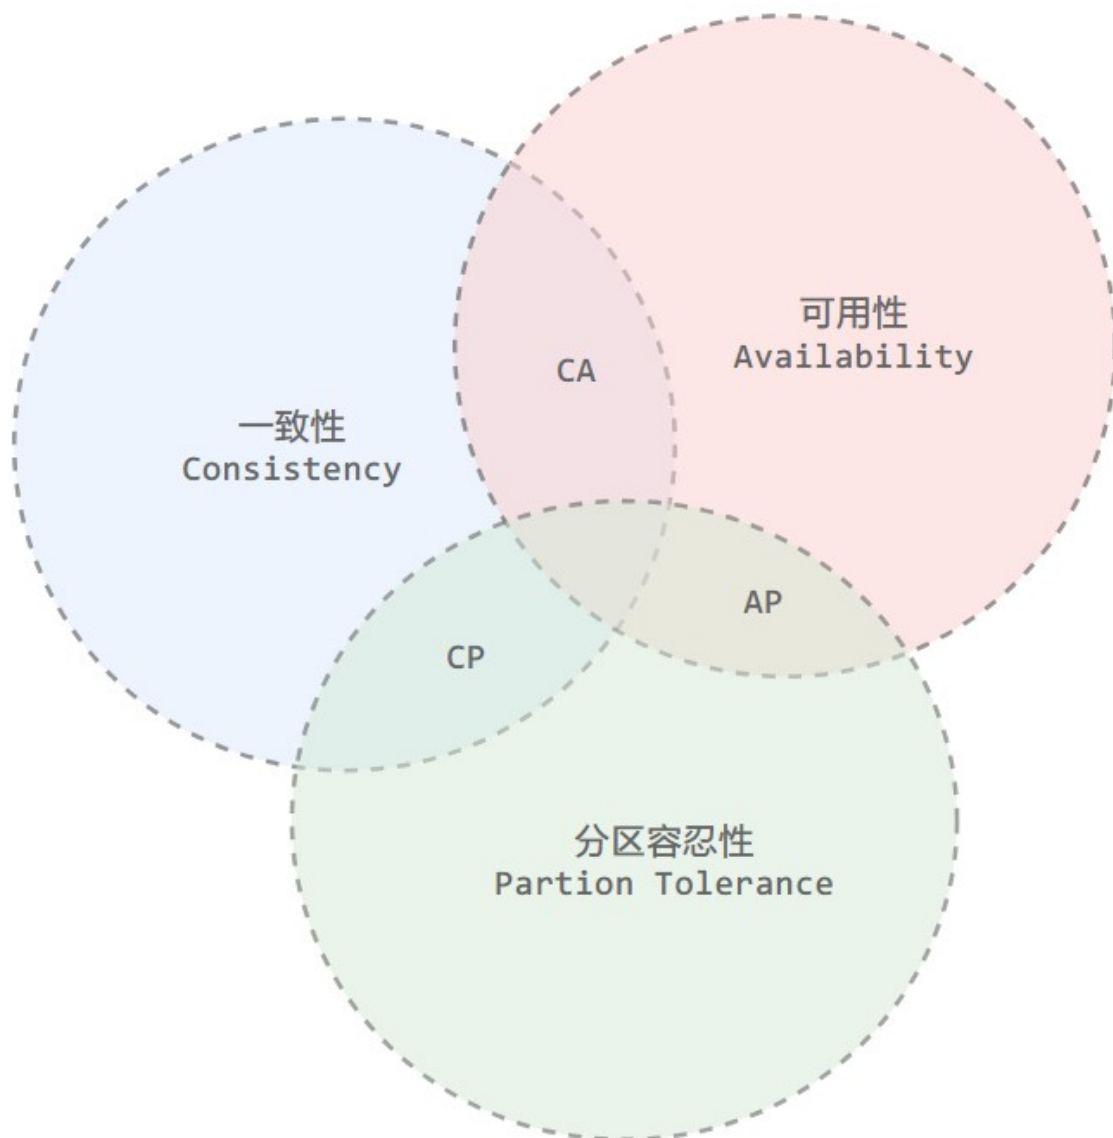 可用性
Availability
CA
一致性
Consistency
AP
CP
分区容忍性
Partion Tolerance